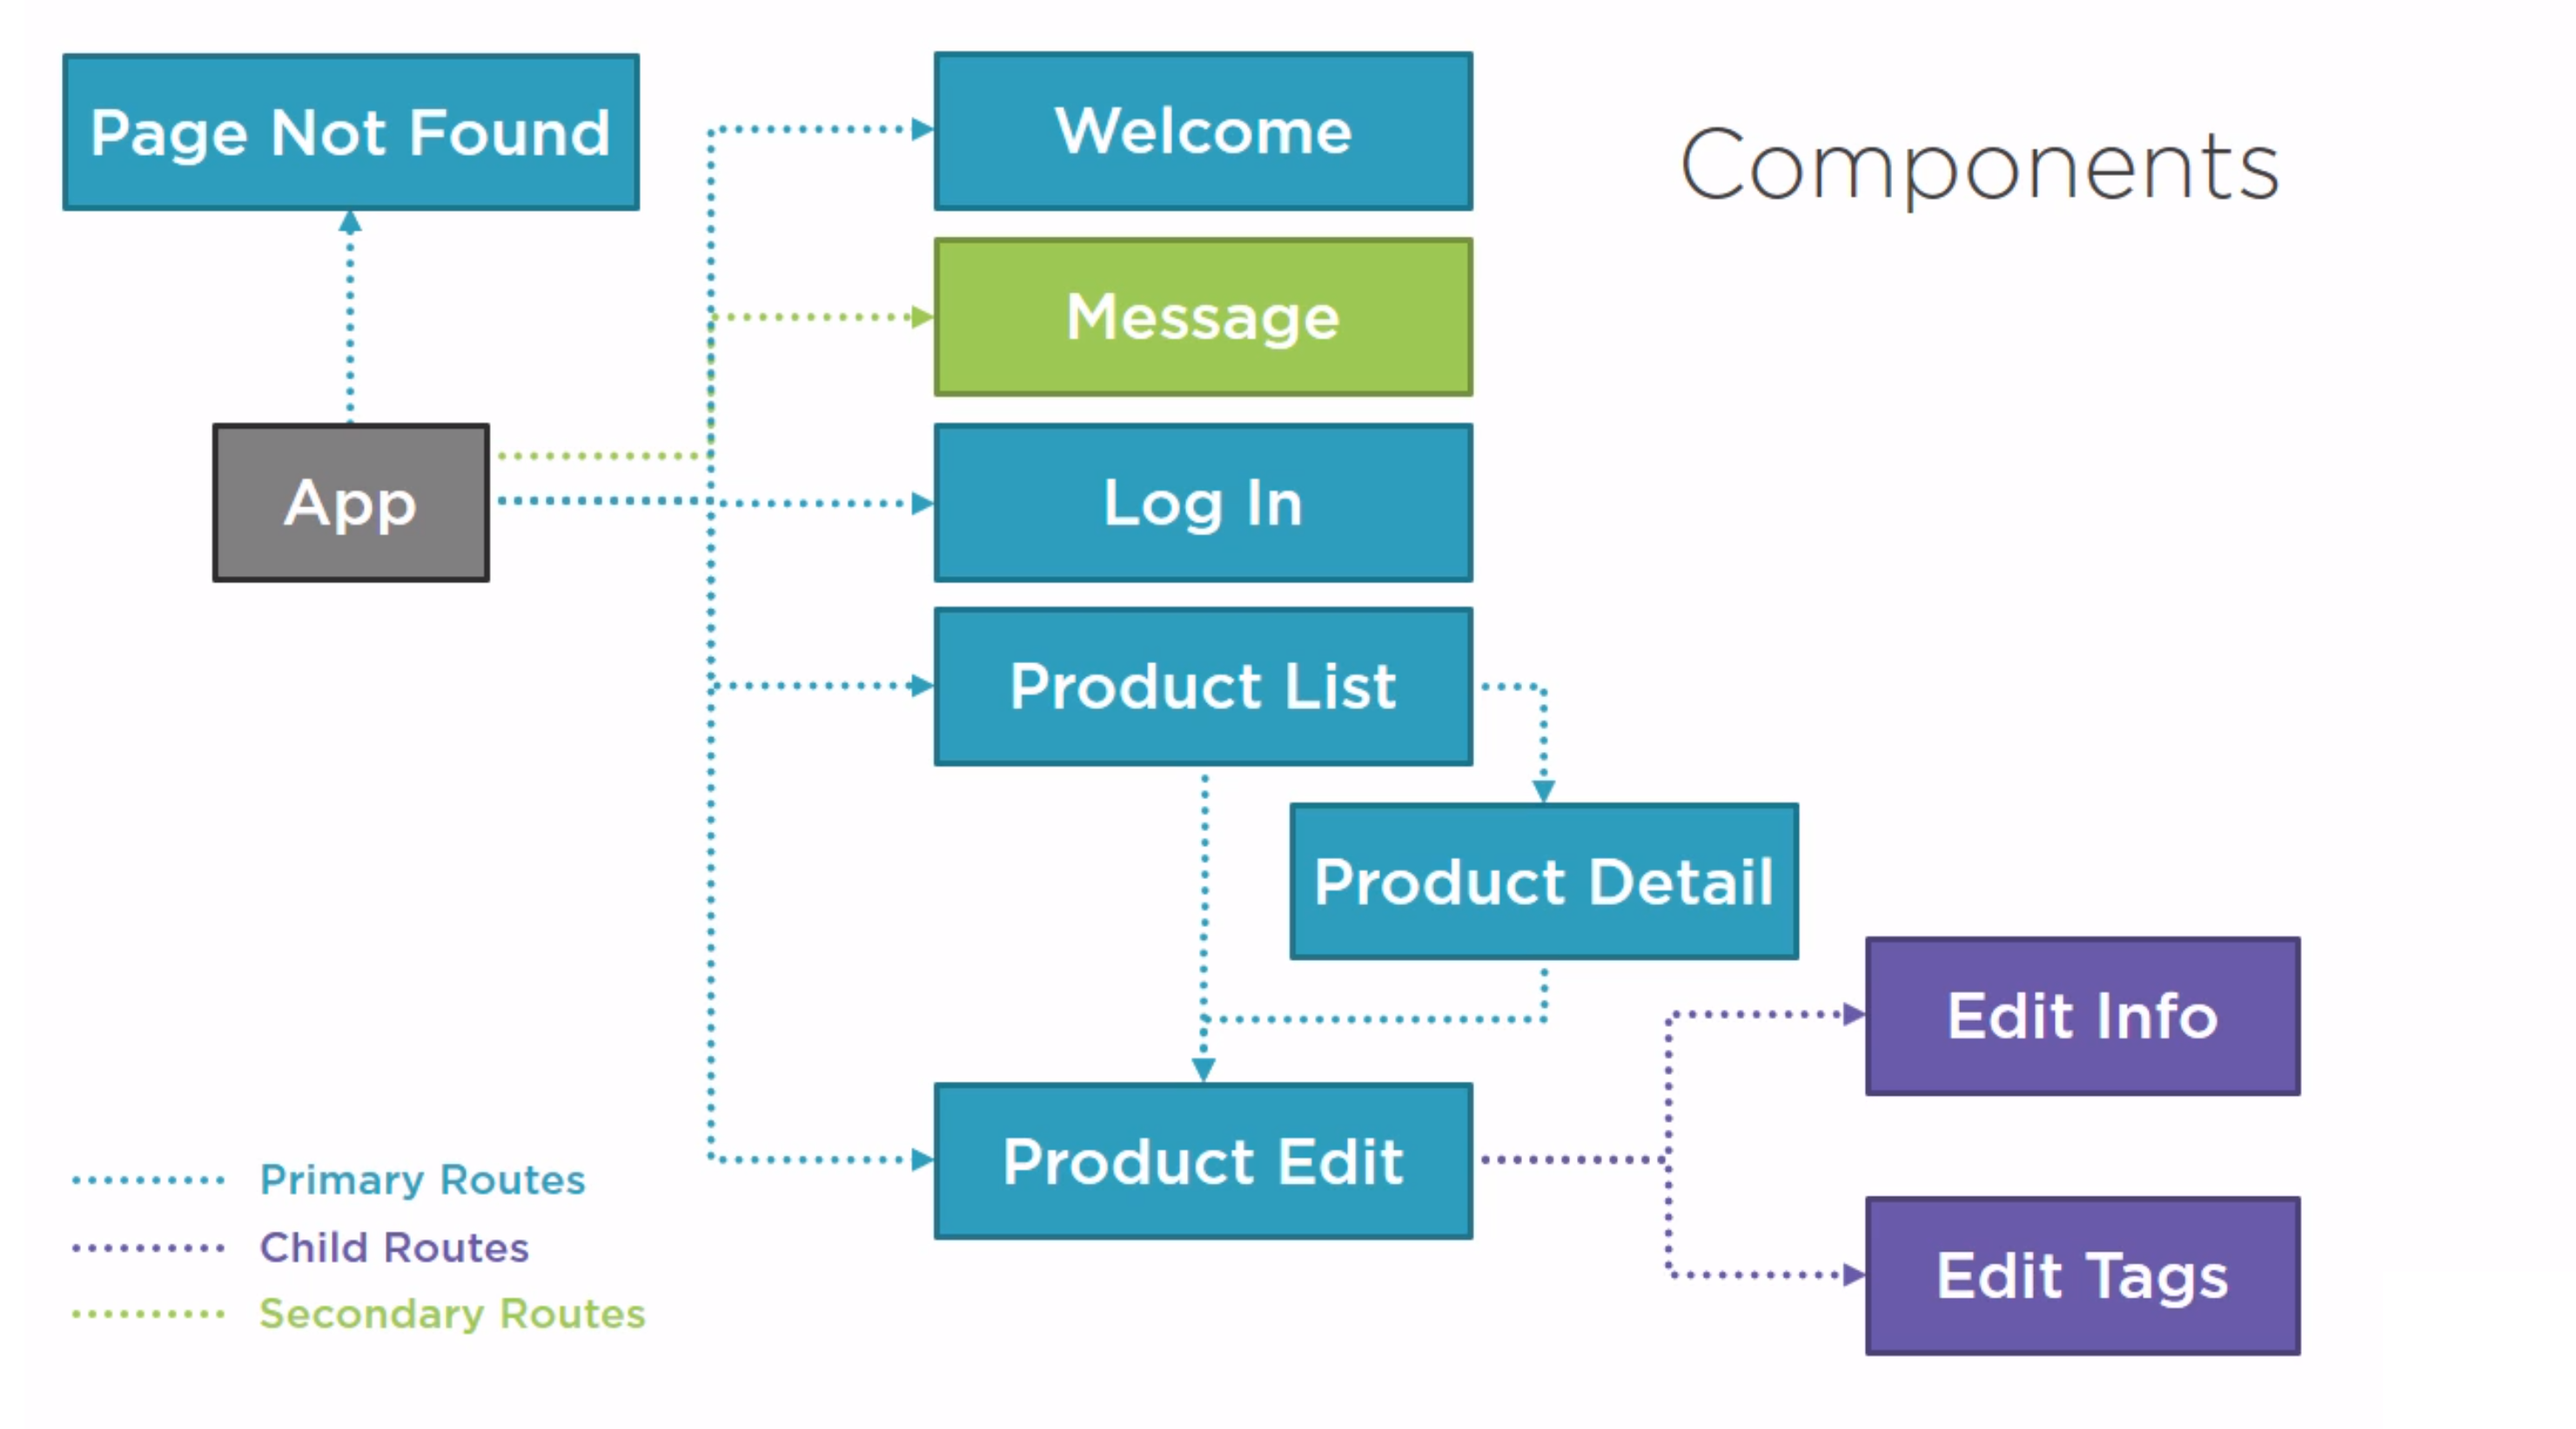 Components
Page Not Found
Welcome
Message
App
Log In
Product List
Product Detail
Edit Info
Product Edit
Edit Tags
Primary Routes
Child Routes
Secondary Routes